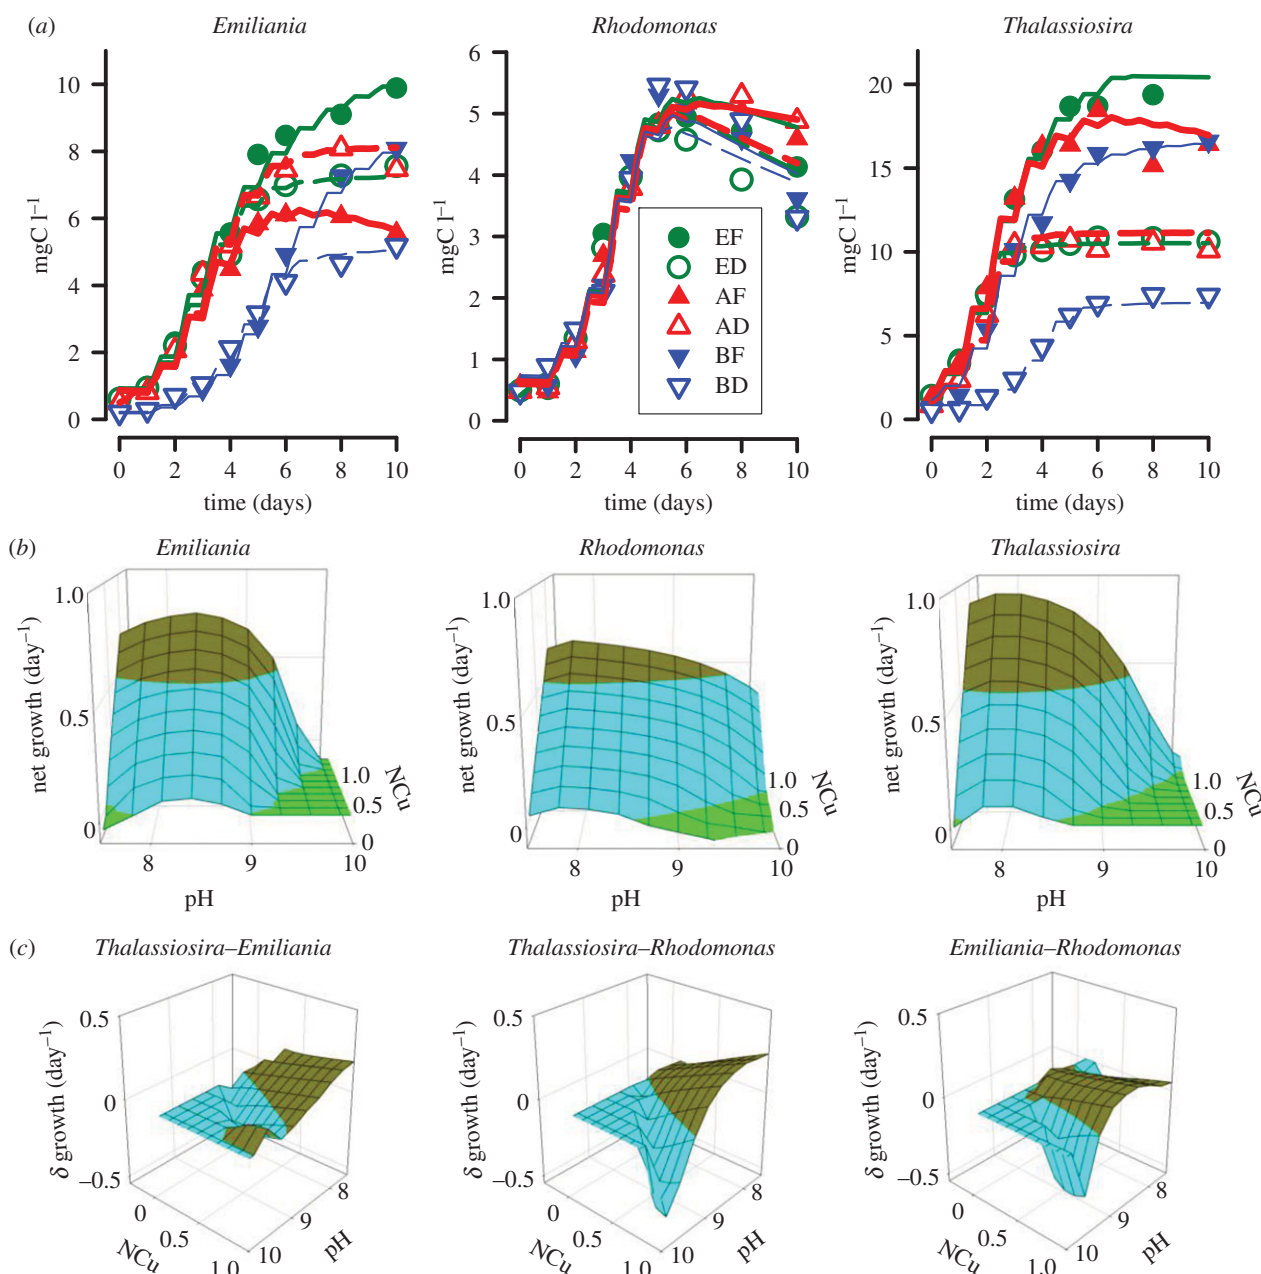 (a) Emiliania Rhodomonas Thalassiosira
mgC l⁻¹
10
8
6
4
2
0
0 2 4 6 8 10
time (days)
mgC l⁻¹
6
5
4
3
2
1
0
EF
ED
AF
AD
BF
BD
0 2 4 6 8 10
time (days)
mgC l⁻¹
20
15
10
5
0
0 2 4 6 8 10
time (days)
(b) Emiliania Rhodomonas Thalassiosira
net growth (day⁻¹)
1.0
0.5
0
8 9 10
pH
1.0
0.5
0
NCu
net growth (day⁻¹)
1.0
0.5
0
8 9 10
pH
1.0
0.5
0
NCu
net growth (day⁻¹)
1.0
0.5
0
8 9 10
pH
1.0
0.5
0
NCu
(c) Thalassiosira–Emiliania Thalassiosira–Rhodomonas Emiliania–Rhodomonas
δ growth (day⁻¹)
0.5
0
–0.5
0
0.5
1.0
NCu
10
9
8
pH
δ growth (day⁻¹)
0.5
0
–0.5
0
0.5
1.0
NCu
10
9
8
pH
δ growth (day⁻¹)
0.5
0
–0.5
0
0.5
1.0
NCu
10
9
8
pH